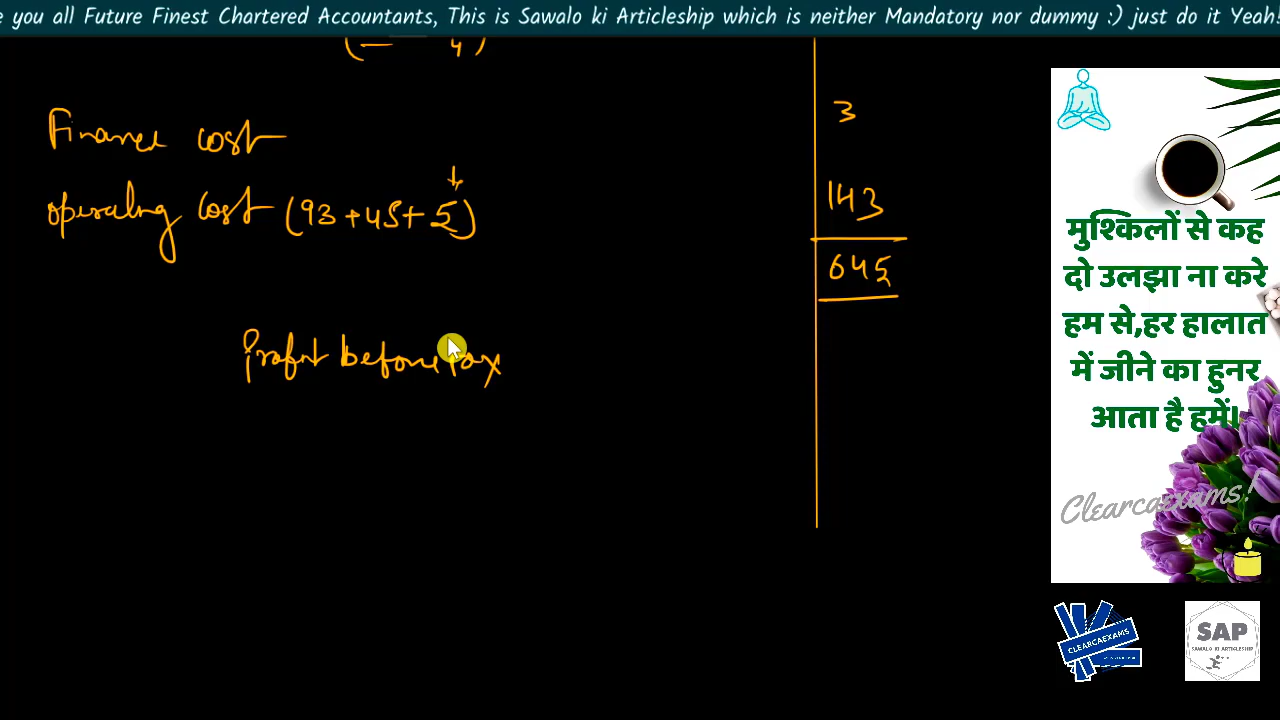 e you all Future Finest Chartered Accountants, This is Sawalo ki Articleship which is neither Mandatory nor dummy :) just do it Yeah!
4)
3
Finance cost
143
operating cost (93+45+5)
645
Profit before Tax
मुश्किलों से कह
दो उलझा ना करे
हम से,हर हालात
में जीने का हुनर
आता है हमें।
Clearcaexams!
CLEARCAEXAMS
SAP
SAWALO KI ARTICLESHIP